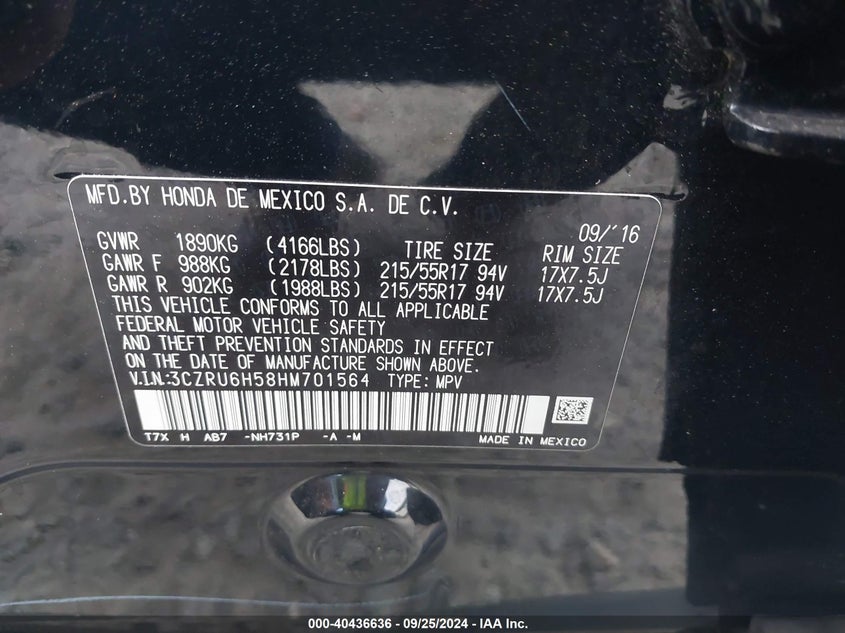 MFD.BY HONDA DE MEXICO S.A. DE C.V.
09/'16
GVWR 1890KG (4166LBS) TIRE SIZE RIM SIZE
GAWR F 988KG (2178LBS) 215/55R17 94V 17X7.5J
GAWR R 902KG (1988LBS) 215/55R17 94V 17X7.5J
THIS VEHICLE CONFORMS TO ALL APPLICABLE
FEDERAL MOTOR VEHICLE SAFETY
AND THEFT PREVENTION STANDARDS IN EFFECT
ON THE DATE OF MANUFACTURE SHOWN ABOVE.
V.I.N:3CZRU6H58HM701564 TYPE: MPV
T7X H AB7 -NH731P -A -M MADE IN MEXICO
000-40436636 - 09/25/2024 - IAA Inc.